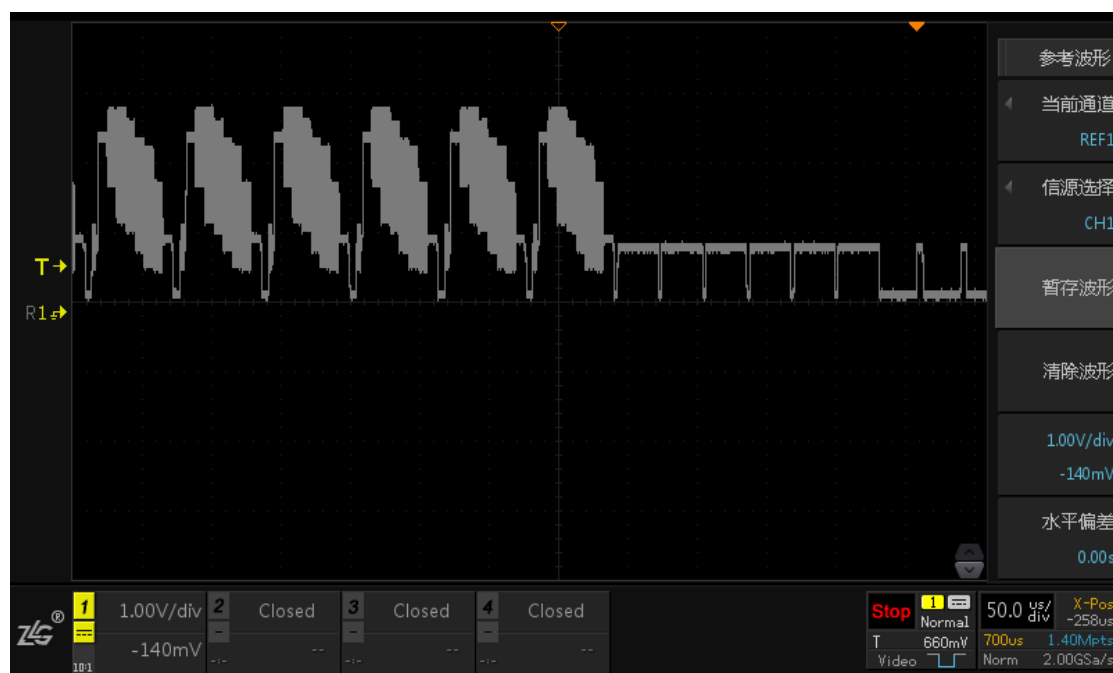 参考波形
当前通道
REF1
信源选择
CH1
暂存波形
清除波形
1.00V/div
-140mV
水平偏差
0.00s
T
R1
ZLG®
1
10:1
1.00V/div
-140mV
2
Closed
-
-:-
--
3
Closed
-
-:-
--
4
Closed
-
-:-
--
Stop
1
Normal
T 660mV
Video
50.0 us/div
X-Pos
-258us
700us 1.40Mpts
Norm 2.00GSa/s